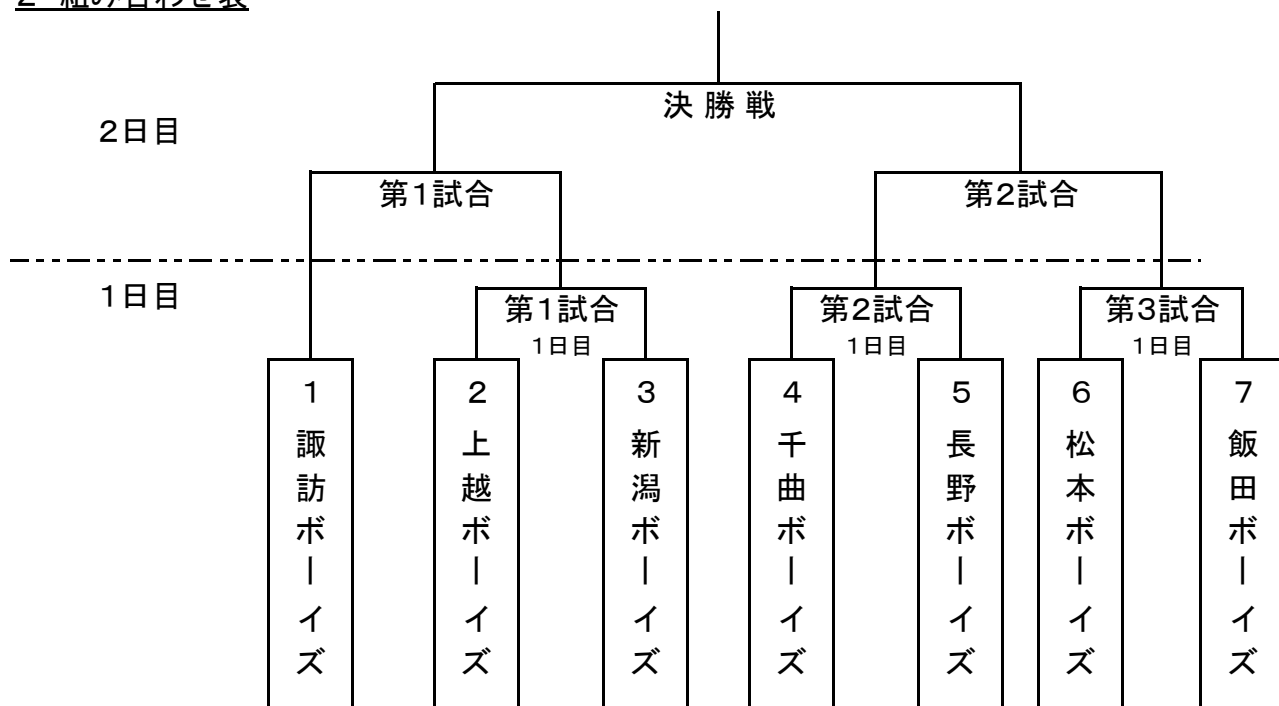 2 組み合わせ表
決勝戦
2日目
第1試合
第2試合
1日目
第1試合
第2試合
第3試合
1日目
1日目
1日目
1
2
3
4
5
6
7
諏訪ボーイズ
上越ボーイズ
新潟ボーイズ
千曲ボーイズ
長野ボーイズ
松本ボーイズ
飯田ボーイズ